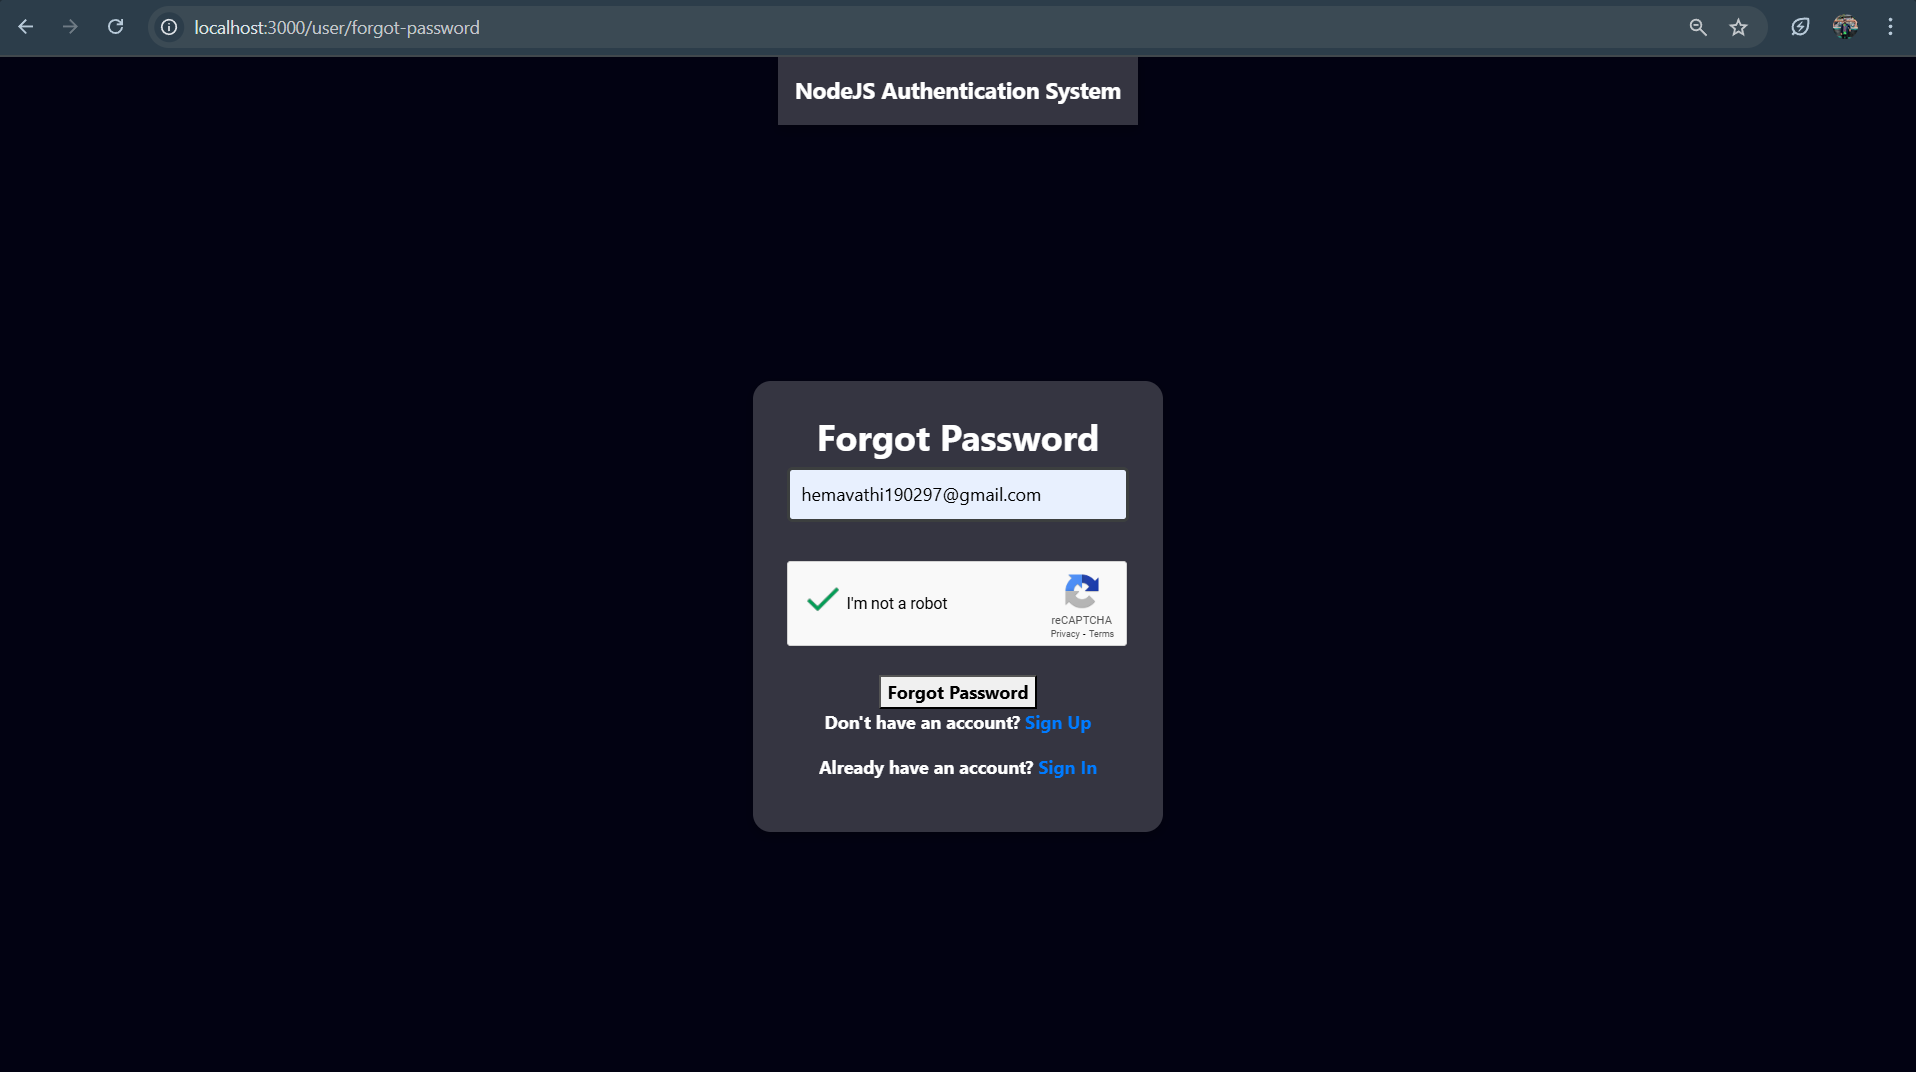 localhost:3000/user/forgot-password
NodeJS Authentication System
Forgot Password
hemavathi190297@gmail.com
I'm not a robot
reCAPTCHA
Privacy - Terms
Forgot Password
Don't have an account? Sign Up
Already have an account? Sign In